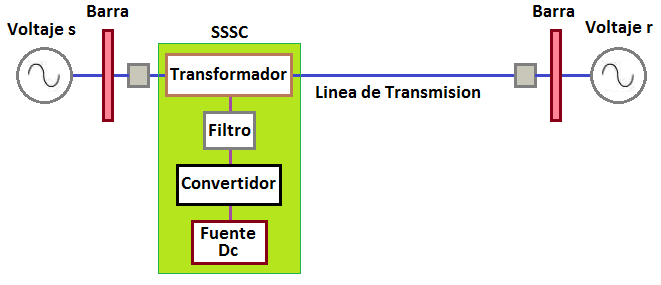 Voltaje s
Barra
SSSC
Barra
Voltaje r
Transformador
Linea de Transmision
Filtro
Convertidor
Fuente
Dc